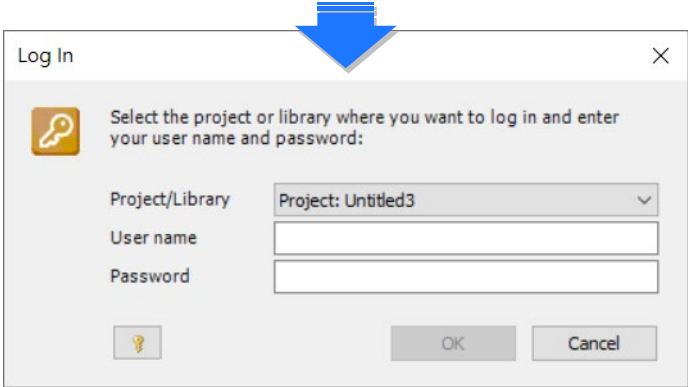 Log In
Select the project or library where you want to log in and enter
your user name and password:
Project/Library
Project: Untitled3
User name
Password
OK
Cancel